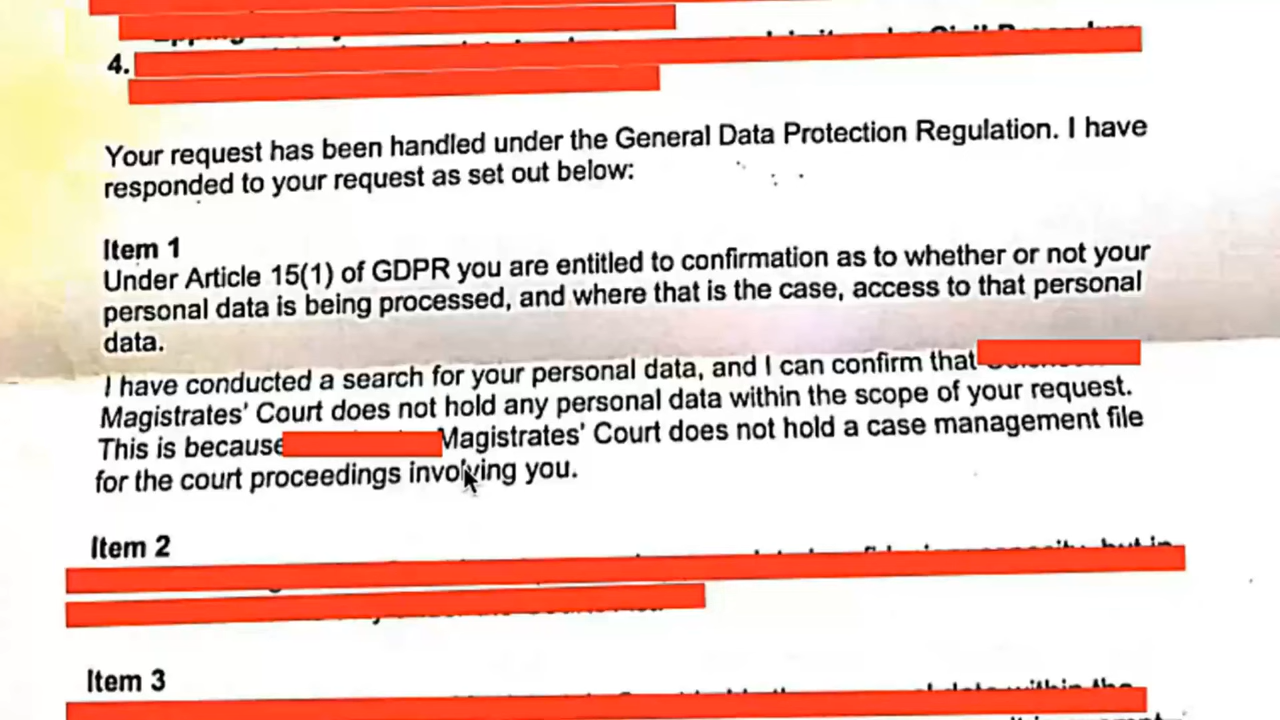 4.
Your request has been handled under the General Data Protection Regulation. I have
responded to your request as set out below:
Item 1
Under Article 15(1) of GDPR you are entitled to confirmation as to whether or not your
personal data is being processed, and where that is the case, access to that personal
data.
I have conducted a search for your personal data, and I can confirm that
Magistrates' Court does not hold any personal data within the scope of your request.
This is because Magistrates' Court does not hold a case management file
for the court proceedings involving you.
Item 2
Item 3